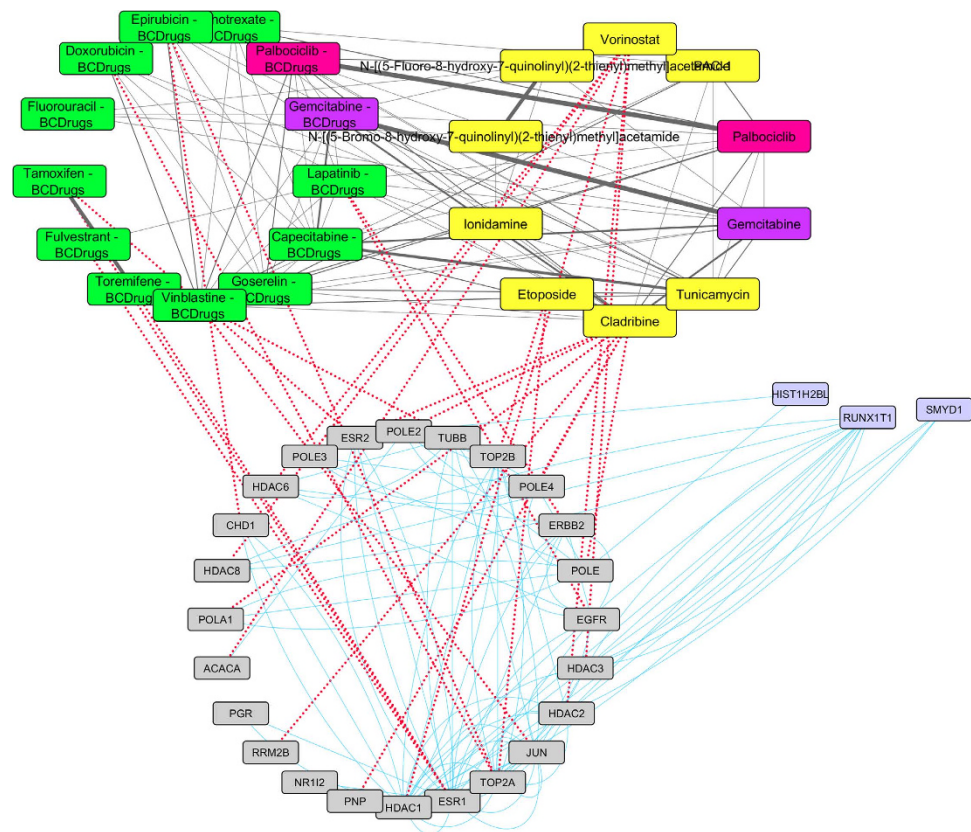 Epirubicin -
BCDrugs
Doxorubicin -
BCDrugs
Palbociclib -
BCDrugs
Vorinostat
N-[(5-Fluoro-8-hydroxy-7-quinolinyl)(2-thienyl)methyl]acetamide
Fluorouracil -
BCDrugs
Gemcitabine -
BCDrugs
N-[(5-Bromo-8-hydroxy-7-quinolinyl)(2-thienyl)methyl]acetamide
Palbociclib
Tamoxifen -
BCDrugs
Lapatinib -
BCDrugs
Ionidamine
Gemcitabine
Fulvestrant -
BCDrugs
Capecitabine -
BCDrugs
Toremifene -
BCDrugs
Goserelin -
CDrugs
Vinblastine -
BCDrugs
Etoposide
Tunicamycin
Cladribine
HIST1H2BL
RUNX1T1
SMYD1
POLE2
ESR2
TUBB
POLE3
TOP2B
HDAC6
POLE4
CHD1
ERBB2
HDAC8
POLE
POLA1
EGFR
ACACA
HDAC3
PGR
HDAC2
RRM2B
JUN
NR1I2
TOP2A
PNP
HDAC1
ESR1